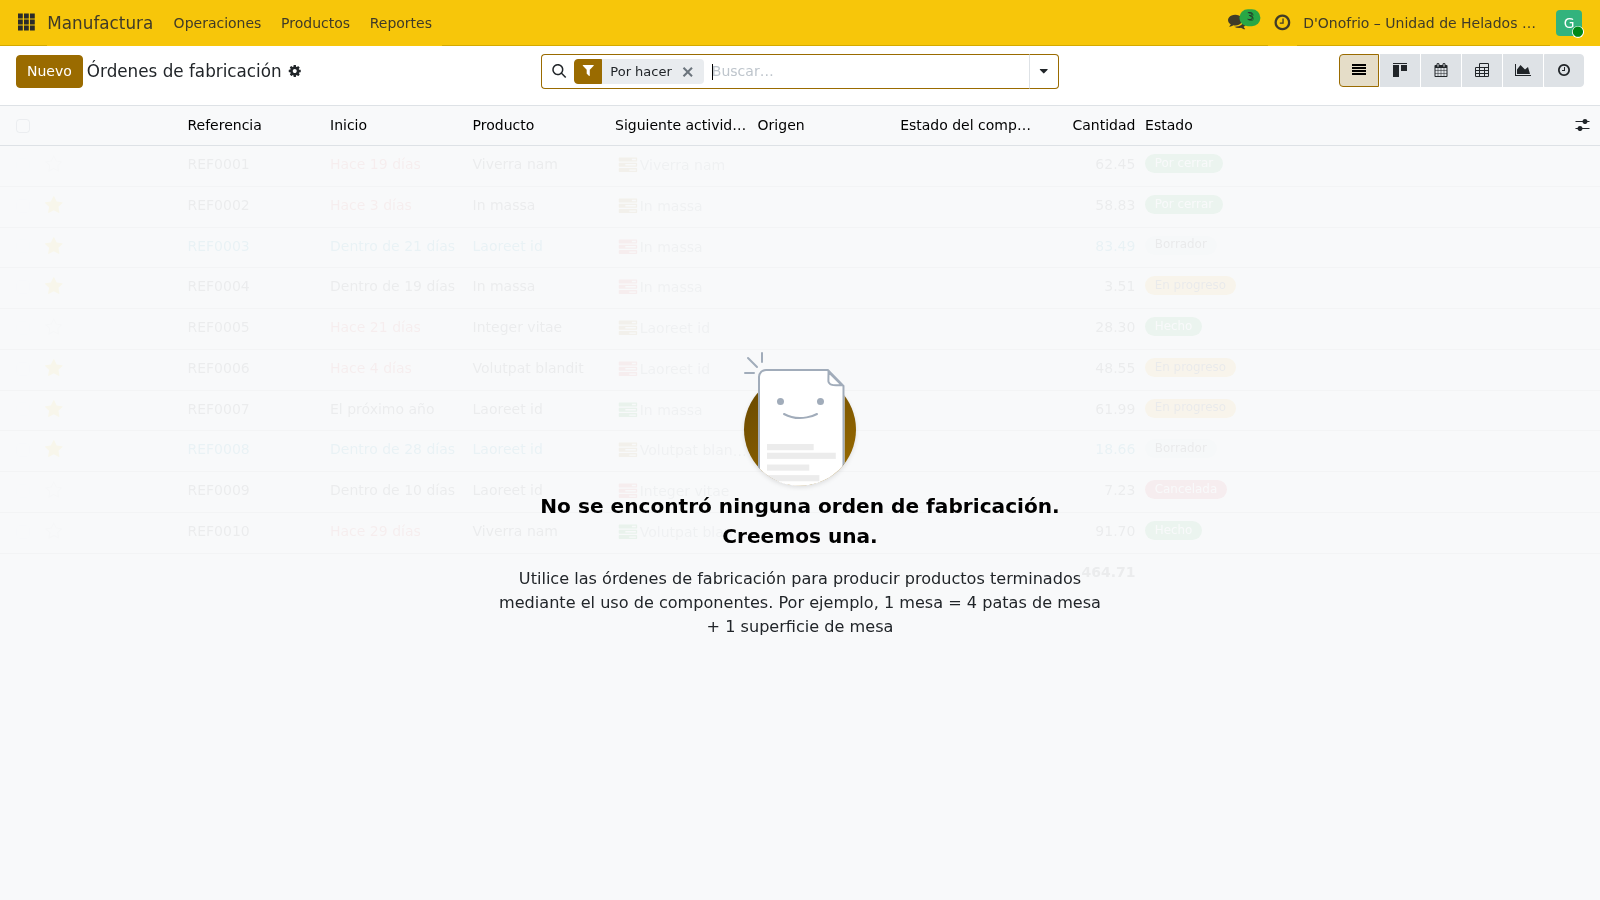 Manufactura Operaciones Productos Reportes 3 D'Onofrio – Unidad de Helados ... G
Nuevo Órdenes de fabricación Por hacer Buscar...
Referencia Inicio Producto Siguiente activid... Origen Estado del comp... Cantidad Estado
REF0001 Hace 19 días Viverra nam Viverra nam 62.45 Por cerrar
REF0002 Hace 3 días In massa In massa 58.83 Por cerrar
REF0003 Dentro de 21 días Laoreet id In massa 83.49 Borrador
REF0004 Dentro de 19 días In massa In massa 3.51 En progreso
REF0005 Hace 21 días Integer vitae Laoreet id 28.30 Hecho
REF0006 Hace 4 días Volutpat blandit Laoreet id 48.55 En progreso
REF0007 El próximo año Laoreet id In massa 61.99 En progreso
REF0008 Dentro de 28 días Laoreet id Volutpat blan... 18.66 Borrador
REF0009 Dentro de 10 días Laoreet id Integer vitae 7.23 Cancelada
REF0010 Hace 29 días Viverra nam Volutpat bla 91.70 Hecho
464.71
No se encontró ninguna orden de fabricación.
Creemos una.
Utilice las órdenes de fabricación para producir productos terminados
mediante el uso de componentes. Por ejemplo, 1 mesa = 4 patas de mesa
+ 1 superficie de mesa